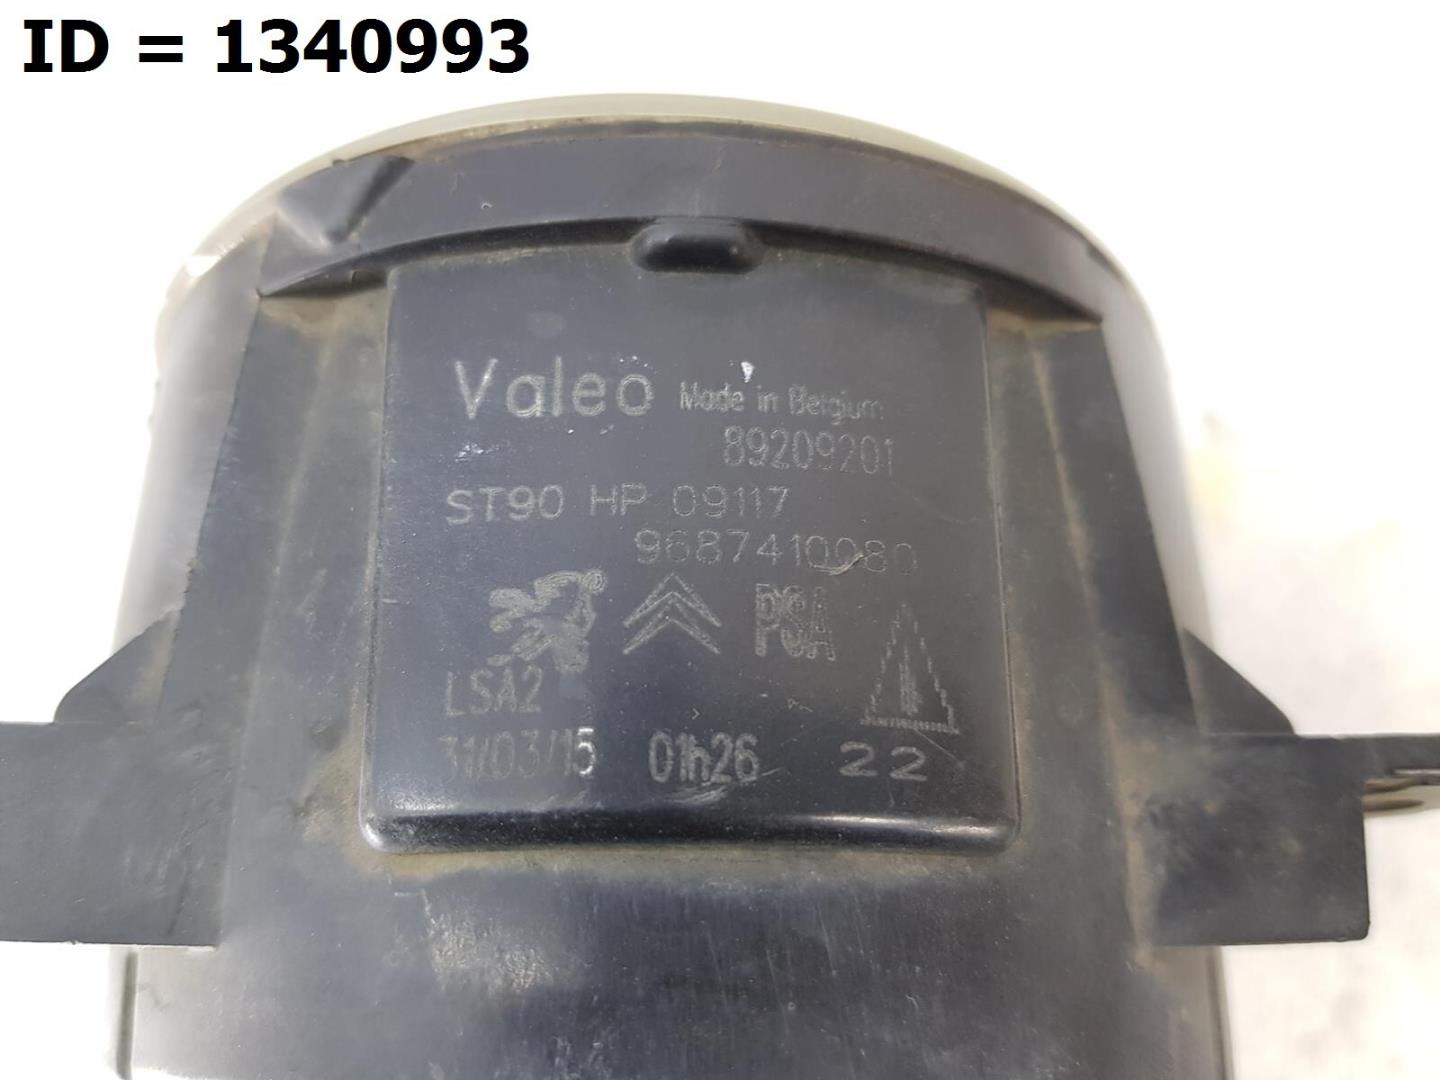 ID = 1340993
Valeo Made in Belgium
89209201
ST90 HP 09117
9687410080
PSA
LSA2
31/03/15 01h26 22